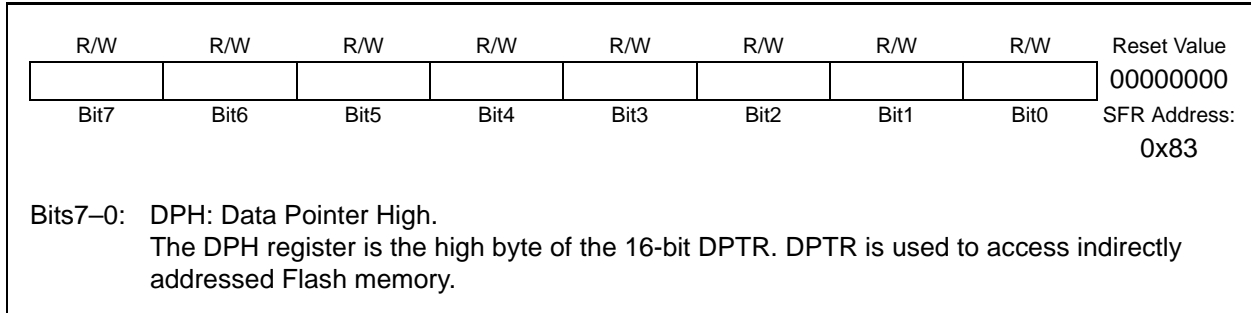 R/W R/W R/W R/W R/W R/W R/W R/W Reset Value
00000000
Bit7 Bit6 Bit5 Bit4 Bit3 Bit2 Bit1 Bit0 SFR Address:
0x83
Bits7–0: DPH: Data Pointer High.
The DPH register is the high byte of the 16-bit DPTR. DPTR is used to access indirectly
addressed Flash memory.